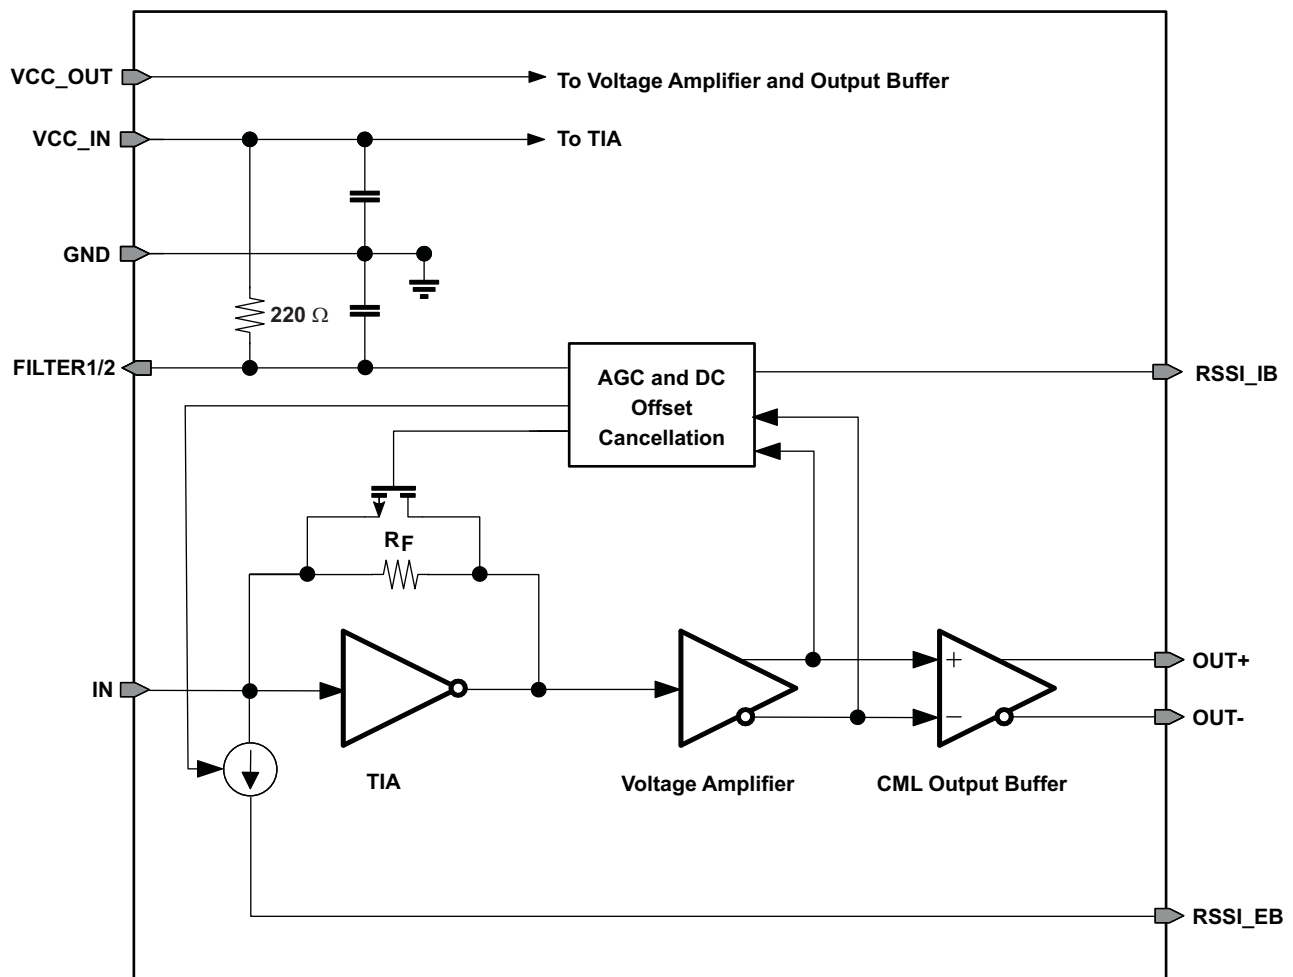 VCC_OUT
To Voltage Amplifier and Output Buffer
VCC_IN
To TIA
GND
220 Ω
FILTER1/2
AGC and DC
Offset
Cancellation
RSSI_IB
RF
+
OUT+
IN
−
OUT-
TIA
Voltage Amplifier
CML Output Buffer
RSSI_EB